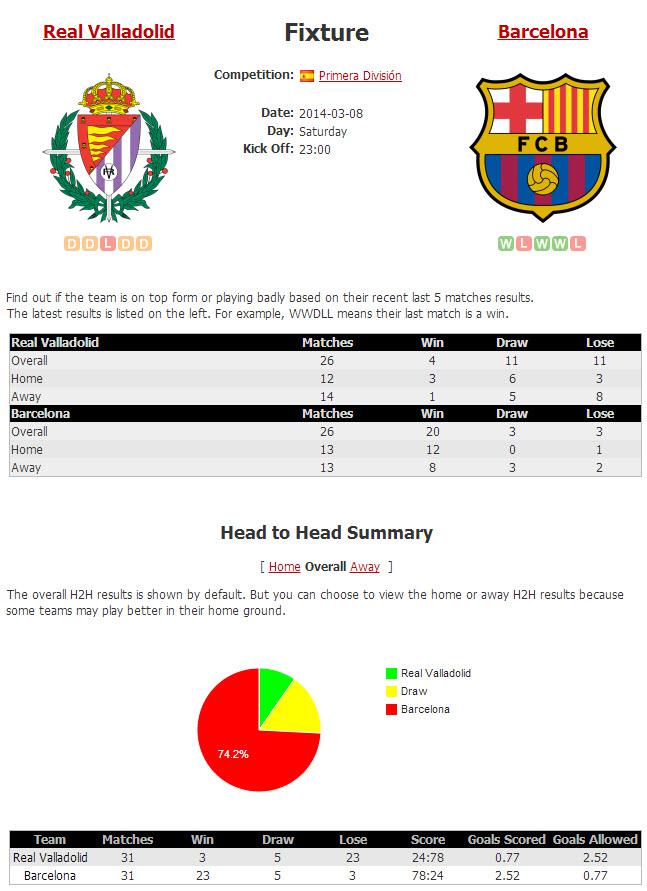 Real Valladolid Fixture Barcelona
Competition: Primera División
Date: 2014-03-08
Day: Saturday
Kick Off: 23:00
FCB
D D L D D W L W W L
Find out if the team is on top form or playing badly based on their recent last 5 matches results.
The latest results is listed on the left. For example, WWDLL means their last match is a win.
Real Valladolid Matches Win Draw Lose
Overall 26 4 11 11
Home 12 3 6 3
Away 14 1 5 8
Barcelona Matches Win Draw Lose
Overall 26 20 3 3
Home 13 12 0 1
Away 13 8 3 2
Head to Head Summary
[ Home Overall Away ]
The overall H2H results is shown by default. But you can choose to view the home or away H2H results because
some teams may play better in their home ground.
Real Valladolid
Draw
Barcelona
74.2%
Team Matches Win Draw Lose Score Goals Scored Goals Allowed
Real Valladolid 31 3 5 23 24:78 0.77 2.52
Barcelona 31 23 5 3 78:24 2.52 0.77